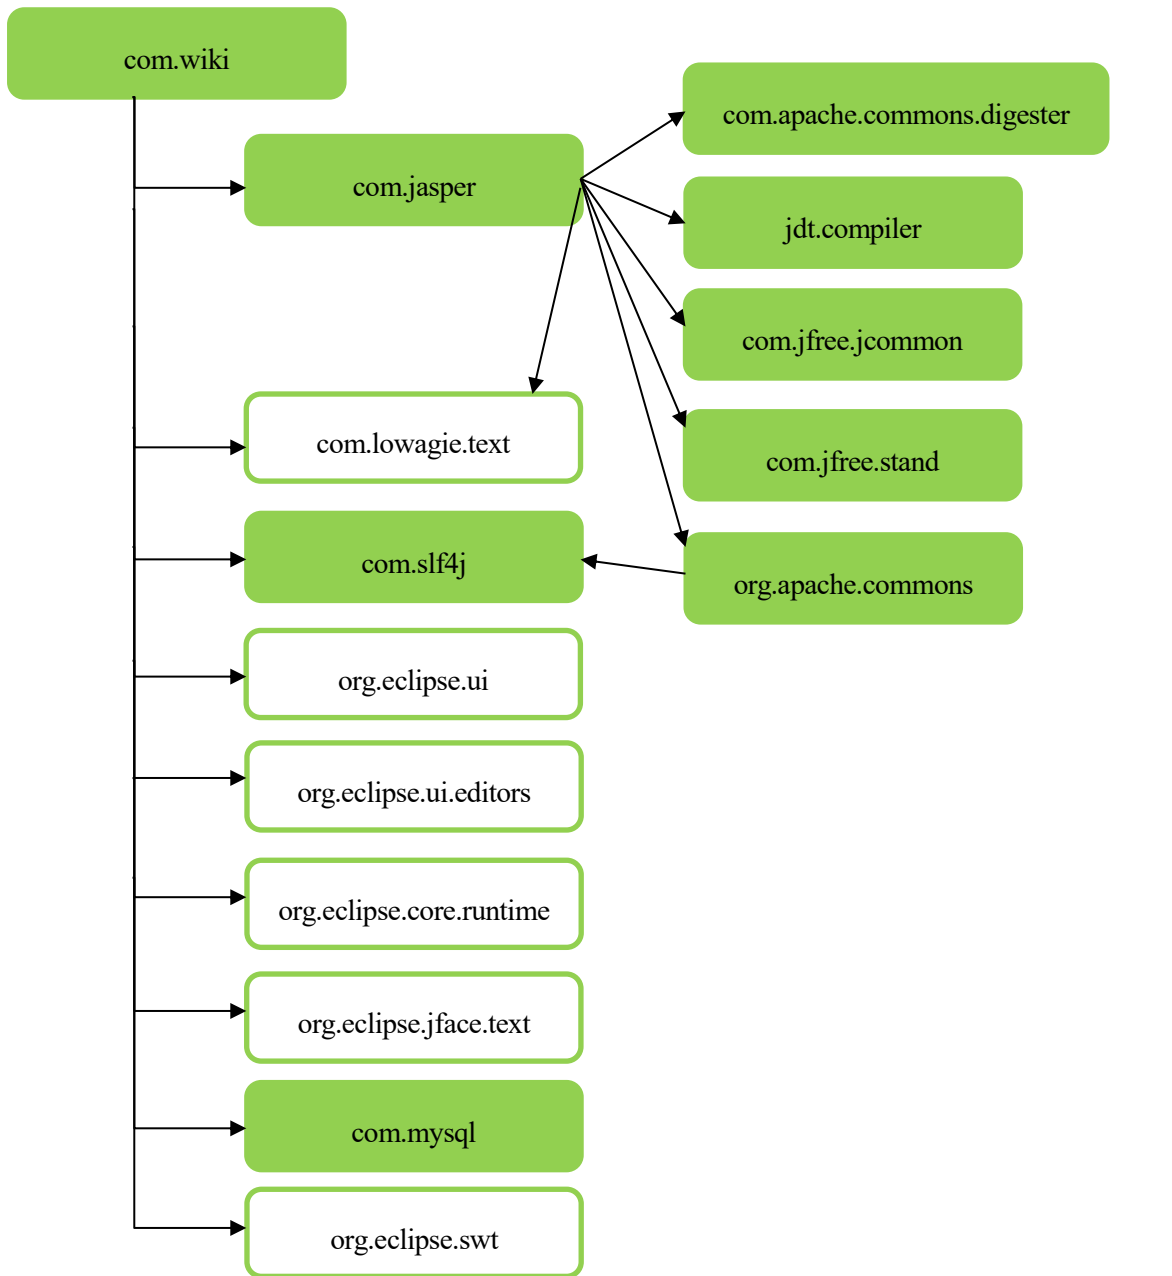 com.wiki
com.apache.commons.digester
com.jasper
jdt.compiler
com.jfree.jcommon
com.lowagie.text
com.jfree.stand
com.slf4j
org.apache.commons
org.eclipse.ui
org.eclipse.ui.editors
org.eclipse.core.runtime
org.eclipse.jface.text
com.mysql
org.eclipse.swt